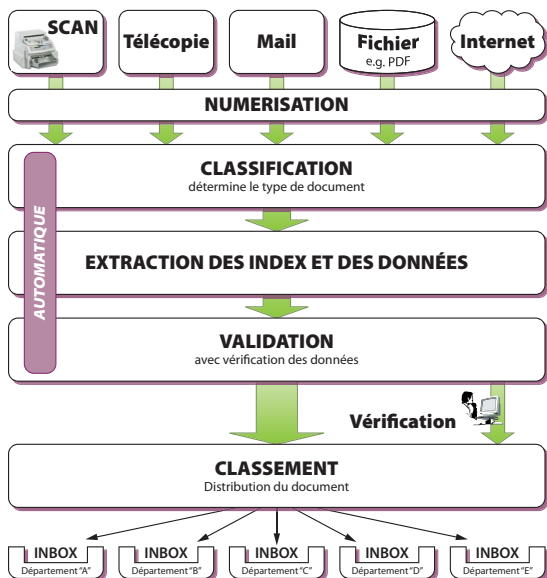 SCAN
Télécopie
Mail
Fichier
e.g. PDF
Internet
NUMERISATION
CLASSIFICATION
détermine le type de document
AUTOMATIQUE
EXTRACTION DES INDEX ET DES DONNÉES
VALIDATION
avec vérification des données
Vérification
CLASSEMENT
Distribution du document
INBOX
Département "A"
INBOX
Département "B"
INBOX
Département "C"
INBOX
Département "D"
INBOX
Département "E"